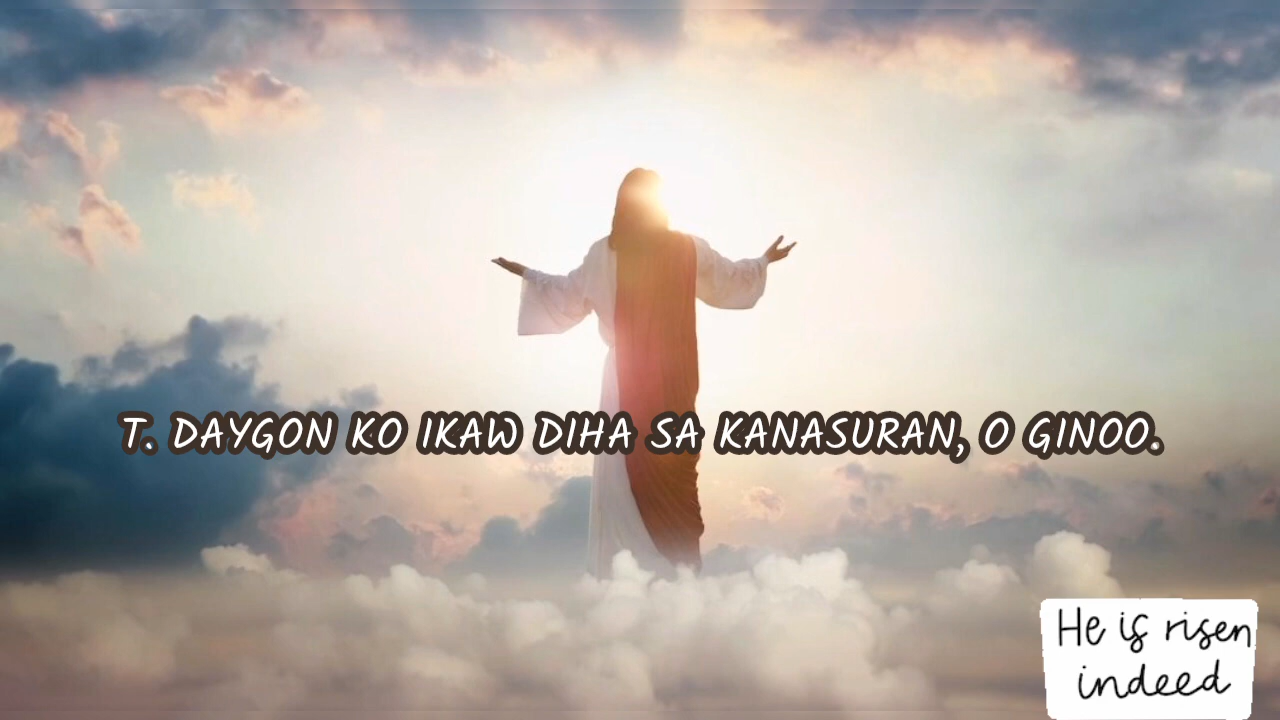 T. DAYGON KO IKAW DIHA SA KANASURAN, O GINOO.
He is risen
indeed